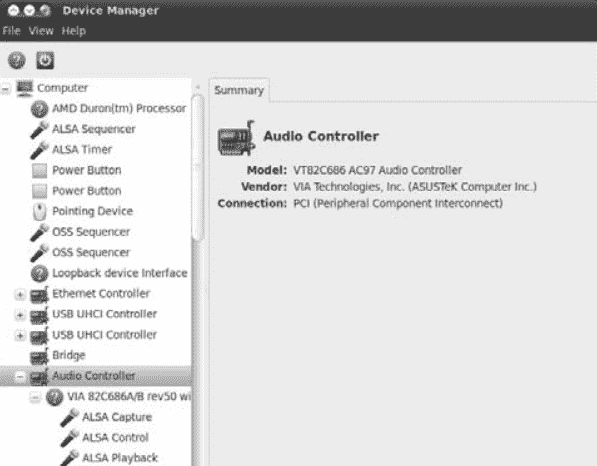 Device Manager
File View Help
Computer
AMD Duron(tm) Processor
ALSA Sequencer
ALSA Timer
Power Button
Power Button
Pointing Device
OSS Sequencer
OSS Sequencer
Loopback device Interface
Ethernet Controller
USB UHCI Controller
USB UHCI Controller
Bridge
Audio Controller
VIA 82C686A/B rev50 wi
ALSA Capture
ALSA Control
ALSA Playback
Summary
Audio Controller
Model: VT82C686 AC97 Audio Controller
Vendor: VIA Technologies, Inc. (ASUSTeK Computer Inc.)
Connection: PCI (Peripheral Component Interconnect)